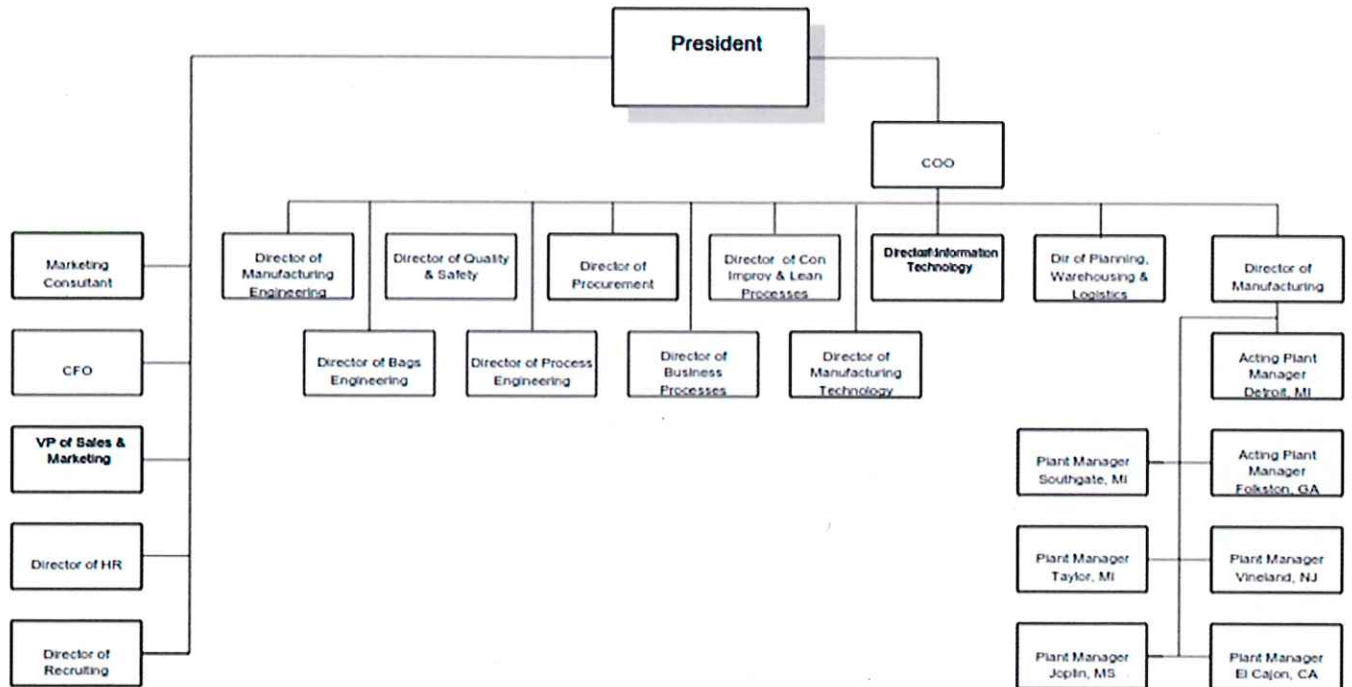 President
COO
Marketing
Consultant
Director of
Manufacturing
Engineering
Director of Quality
& Safety
Director of
Procurement
Director of Con
Improv & Lean
Processes
Director of Information
Technology
Dir of Planning,
Warehousing &
Logistics
Director of
Manufacturing
CFO
Director of Bags
Engineering
Director of Process
Engineering
Director of
Business
Processes
Director of
Manufacturing
Technology
Acting Plant
Manager
Detroit, MI
VP of Sales &
Marketing
Plant Manager
Southgate, MI
Acting Plant
Manager
Folkston, GA
Director of HR
Plant Manager
Taylor, MI
Plant Manager
Vineland, NJ
Director of
Recruiting
Plant Manager
Joplin, MS
Plant Manager
El Cajon, CA